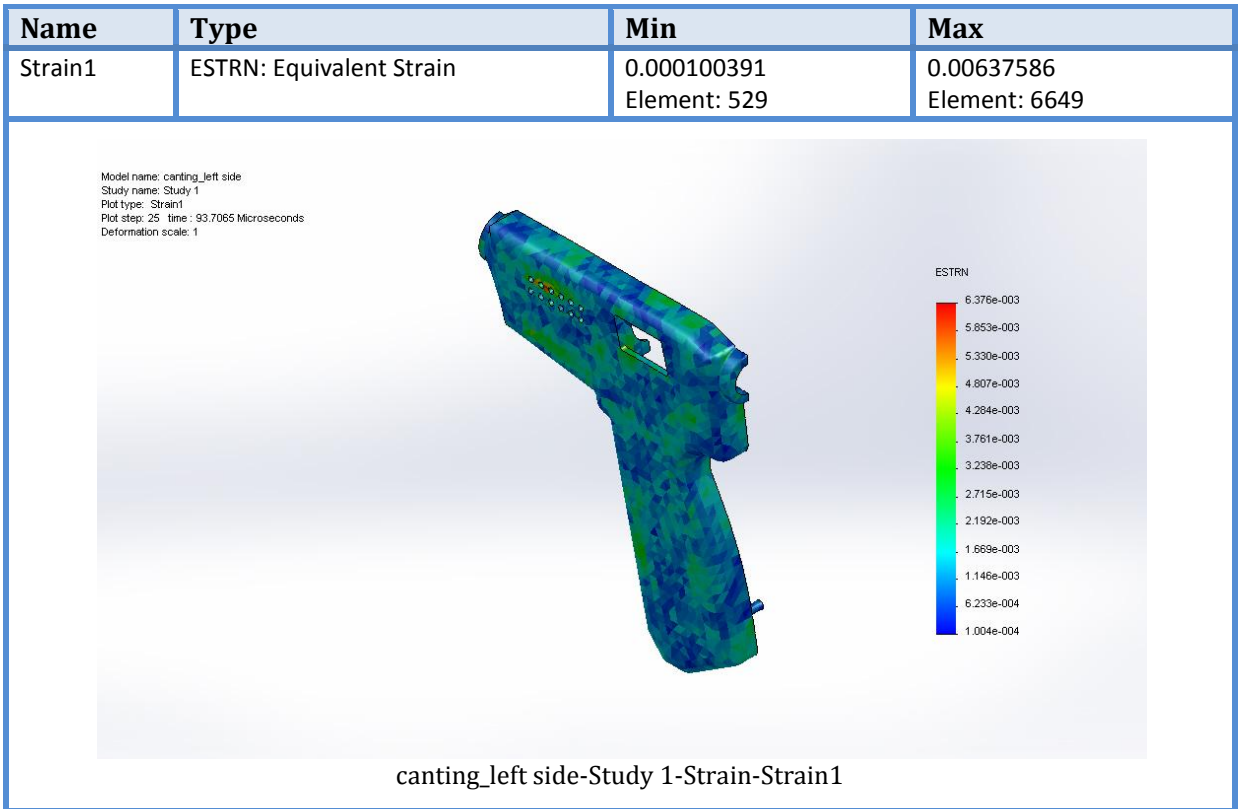 Name Type Min Max
Strain1 ESTRN: Equivalent Strain 0.000100391 0.00637586
Element: 529 Element: 6649
Model name: canting_left side
Study name: Study 1
Plot type: Strain1
Plot step: 25 time : 93.7065 Microseconds
Deformation scale: 1
ESTRN
6.376e-003
5.853e-003
5.330e-003
4.807e-003
4.284e-003
3.761e-003
3.238e-003
2.715e-003
2.192e-003
1.669e-003
1.146e-003
6.233e-004
1.004e-004
canting_left side-Study 1-Strain-Strain1